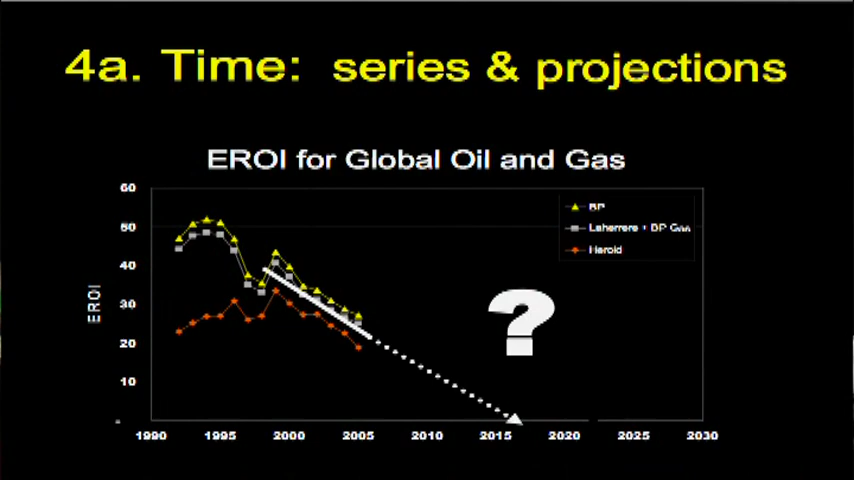 4a. Time: series & projections
EROI for Global Oil and Gas
60
50
40
30
20
10
-
EROI
BP
Laherrere + BP Gas
Herold
?
1990 1995 2000 2005 2010 2015 2020 2025 2030